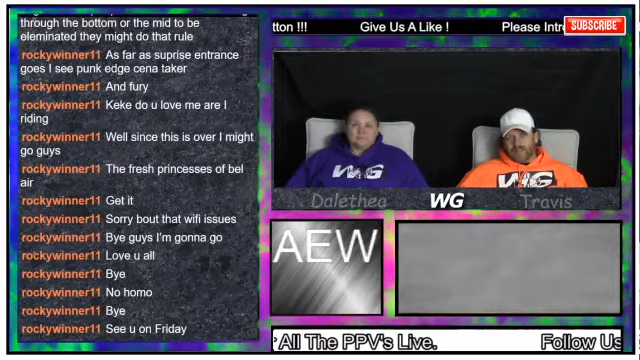 through the bottom or the mid to be
eleminated they might do that rule
rockywinner11 As far as suprise entrance
goes I see punk edge cena taker
rockywinner11 And fury
rockywinner11 Keke do u love me are I
riding
rockywinner11 Well since this is over I might
go guys
rockywinner11 The fresh princesses of bel
air
rockywinner11 Get it
rockywinner11 Sorry bout that wifi issues
rockywinner11 Bye guys I'm gonna go
rockywinner11 Love u all
rockywinner11 Bye
rockywinner11 No homo
rockywinner11 Bye
rockywinner11 See u on Friday
tton !!! Give Us A Like ! Please Intr
SUBSCRIBE
WG
WG
Dalethea WG Travis
AEW
All The PPV's Live. Follow Us